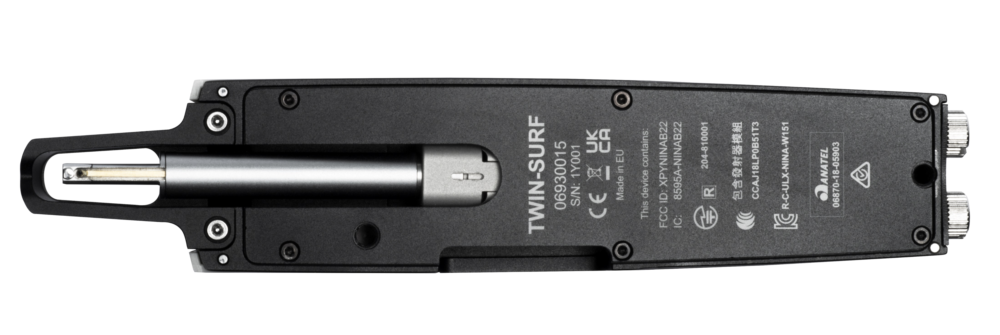 TWIN-SURF
06930015
S/N: 1Y001
CE UK CA
Made in EU
This device contains:
FCC ID: XPYNINAB22
IC: 8595A-NINAB22
R 204-810001
包含發射器模組
CCAJ18LP0B51T3
R-C-ULX-NINA-W151
ANATEL
06870-18-05903